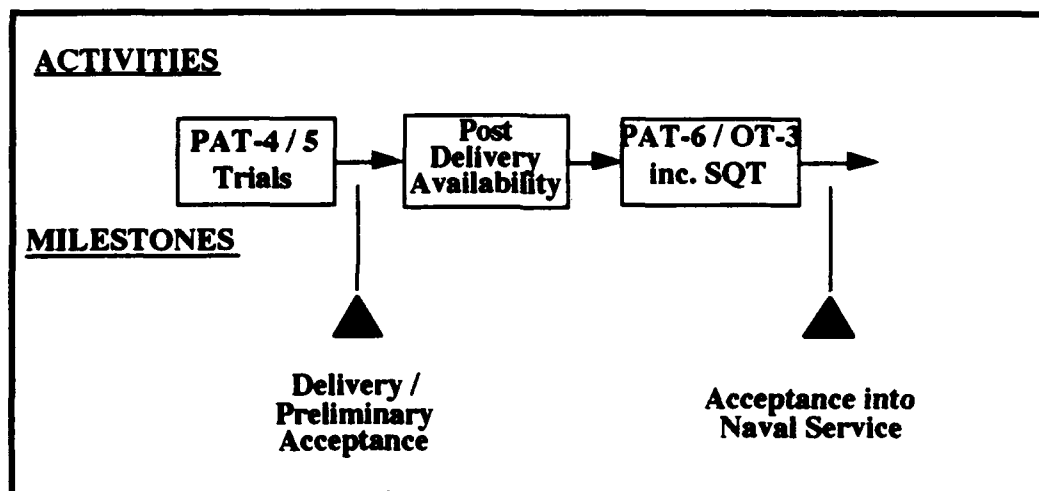 ACTIVITIES
PAT-4 / 5
Trials
Post
Delivery
Availability
PAT-6 / OT-3
inc. SQT
MILESTONES
Delivery /
Preliminary
Acceptance
Acceptance into
Naval Service